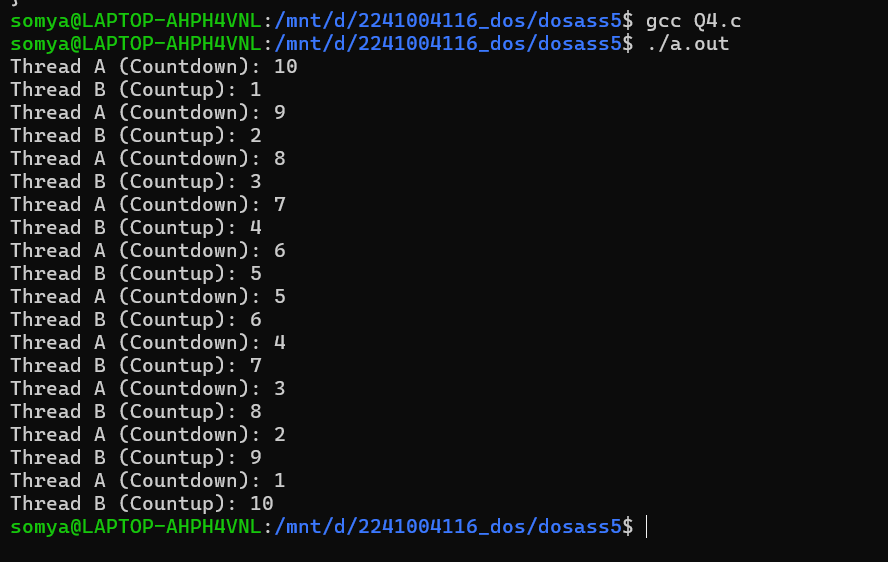 somya@LAPTOP-AHPH4VNL:/mnt/d/2241004116_dos/dosass5$ gcc Q4.c
somya@LAPTOP-AHPH4VNL:/mnt/d/2241004116_dos/dosass5$ ./a.out
Thread A (Countdown): 10
Thread B (Countup): 1
Thread A (Countdown): 9
Thread B (Countup): 2
Thread A (Countdown): 8
Thread B (Countup): 3
Thread A (Countdown): 7
Thread B (Countup): 4
Thread A (Countdown): 6
Thread B (Countup): 5
Thread A (Countdown): 5
Thread B (Countup): 6
Thread A (Countdown): 4
Thread B (Countup): 7
Thread A (Countdown): 3
Thread B (Countup): 8
Thread A (Countdown): 2
Thread B (Countup): 9
Thread A (Countdown): 1
Thread B (Countup): 10
somya@LAPTOP-AHPH4VNL:/mnt/d/2241004116_dos/dosass5$